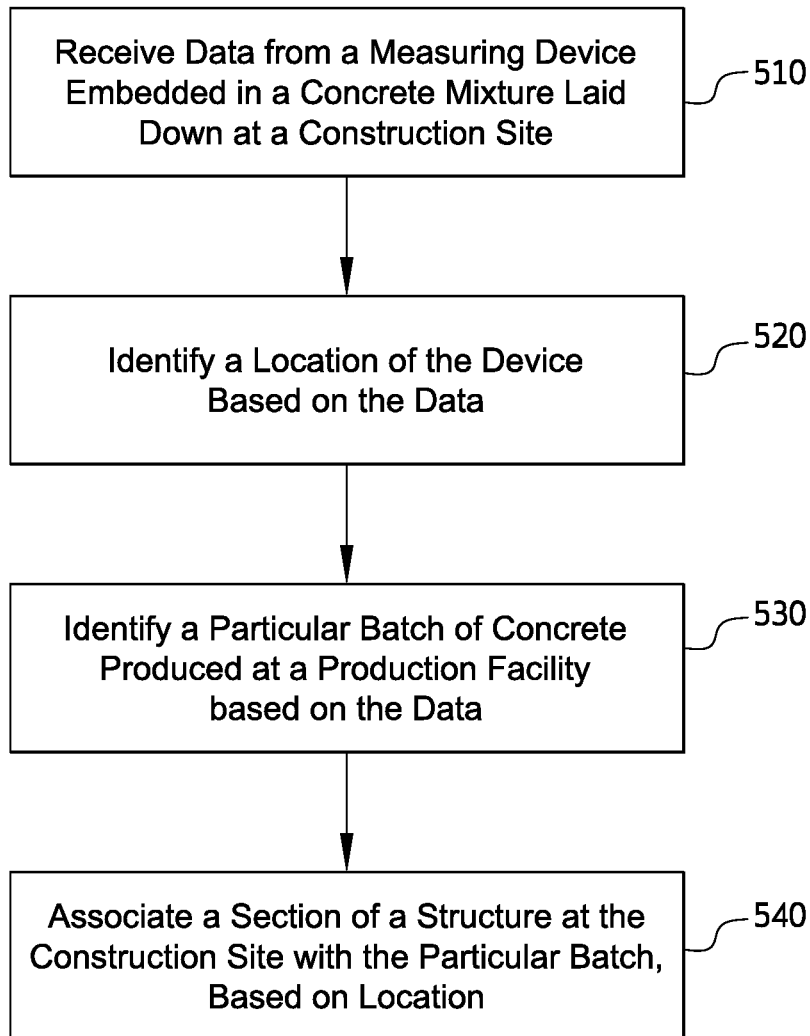 Receive Data from a Measuring Device
Embedded in a Concrete Mixture Laid
Down at a Construction Site
510
Identify a Location of the Device
Based on the Data
520
Identify a Particular Batch of Concrete
Produced at a Production Facility
based on the Data
530
Associate a Section of a Structure at the
Construction Site with the Particular Batch,
Based on Location
540